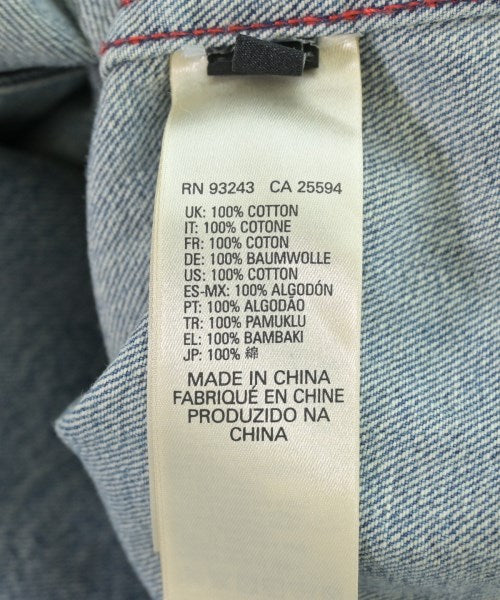 RN 93243 CA 25594
UK: 100% COTTON
IT: 100% COTONE
FR: 100% COTON
DE: 100% BAUMWOLLE
US: 100% COTTON
ES-MX: 100% ALGODÓN
PT: 100% ALGODÃO
TR: 100% PAMUKLU
EL: 100% BAMBAKI
JP: 100% 綿
MADE IN CHINA
FABRIQUÉ EN CHINE
PRODUZIDO NA
CHINA